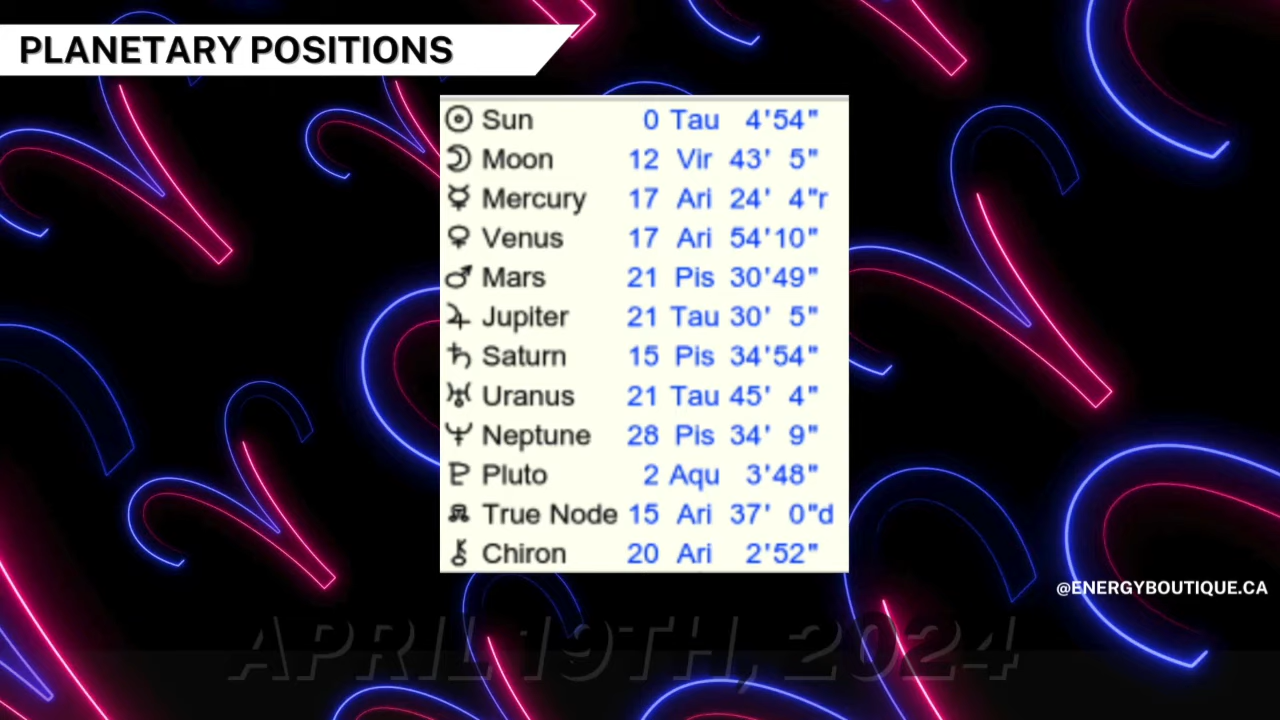 PLANETARY POSITIONS
Sun 0 Tau 4'54"
Moon 12 Vir 43' 5"
Mercury 17 Ari 24' 4"r
Venus 17 Ari 54'10"
Mars 21 Pis 30'49"
Jupiter 21 Tau 30' 5"
Saturn 15 Pis 34'54"
Uranus 21 Tau 45' 4"
Neptune 28 Pis 34' 9"
Pluto 2 Aqu 3'48"
True Node 15 Ari 37' 0"d
Chiron 20 Ari 2'52"
@ENERGYBOUTIQUE.CA
APRIL 19TH, 2024